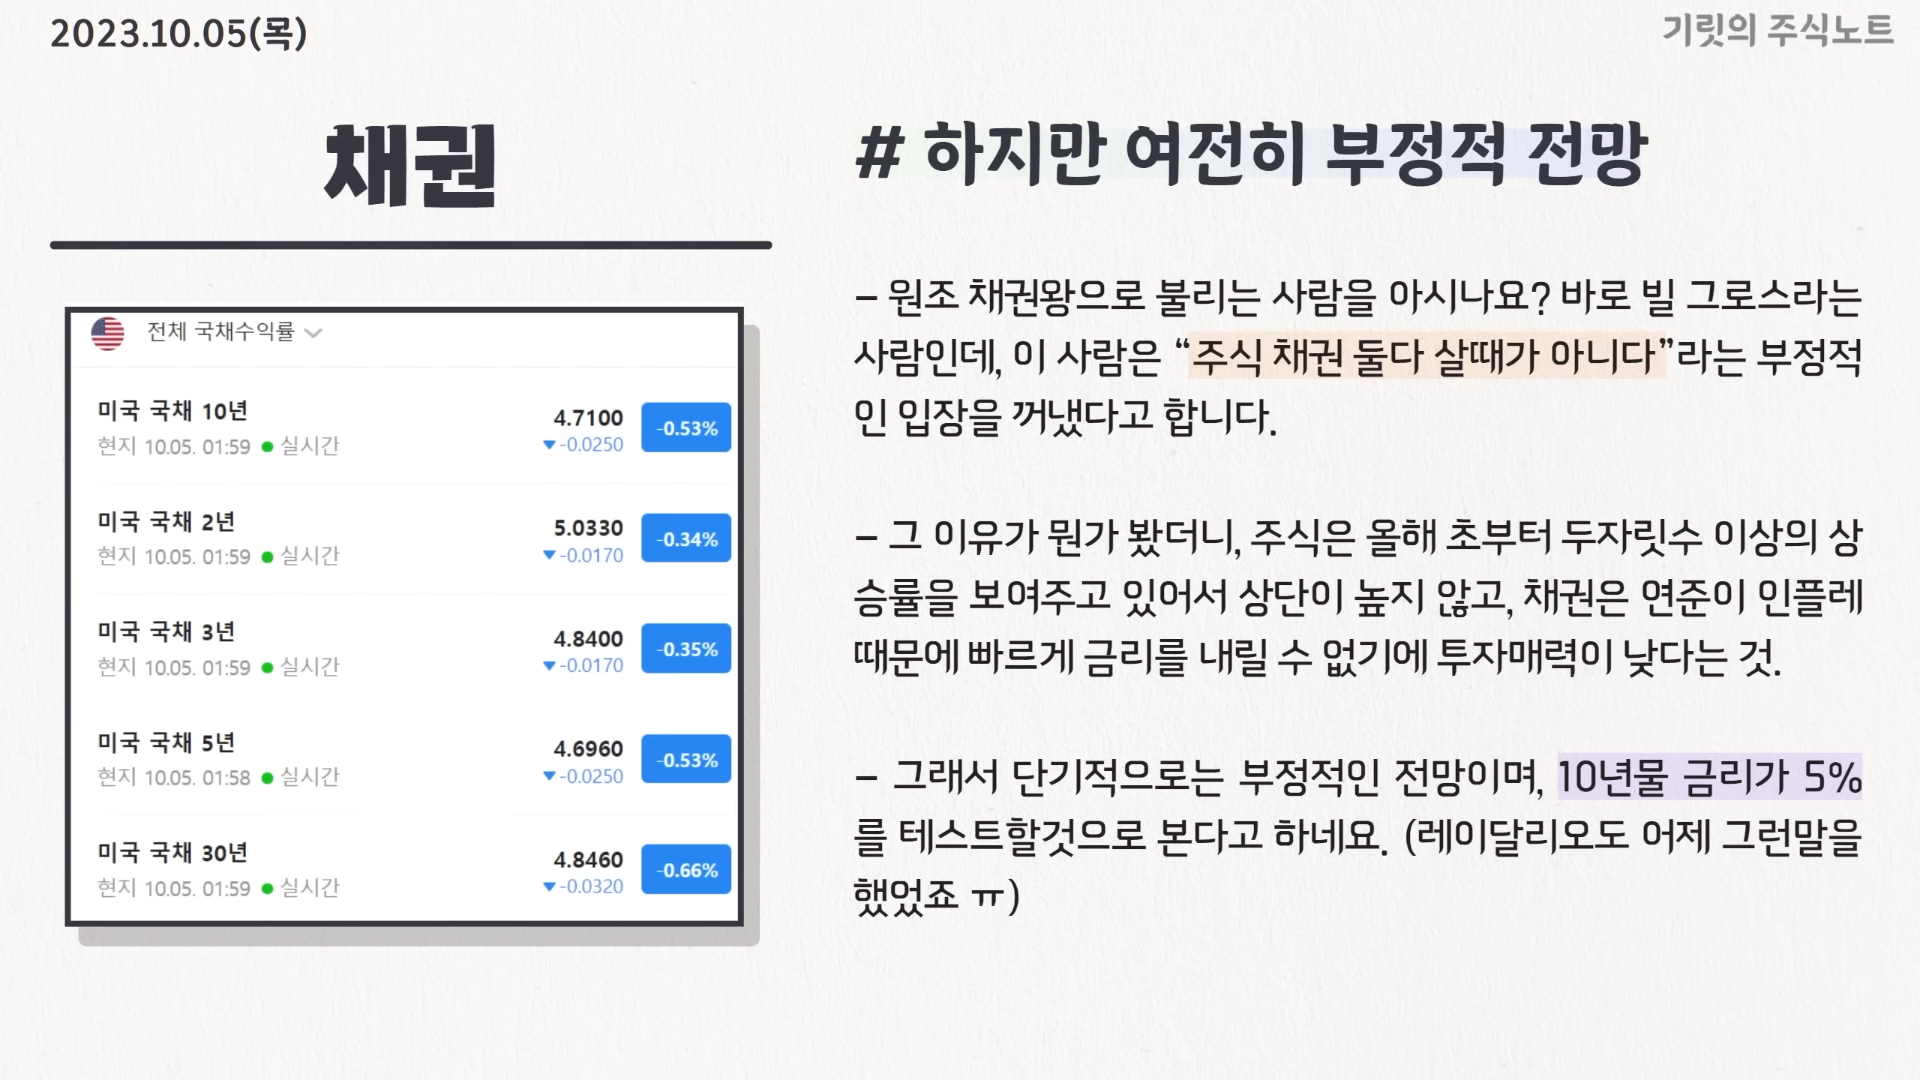 2023.10.05(목)
기릿의 주식노트
채권
전체 국채수익률
미국 국채 10년
4.7100
-0.53%
현지 10.05. 01:59 ● 실시간
▼-0.0250
미국 국채 2년
5.0330
-0.34%
현지 10.05. 01:59 ● 실시간
▼-0.0170
미국 국채 3년
4.8400
-0.35%
현지 10.05. 01:59 ● 실시간
▼-0.0170
미국 국채 5년
4.6960
-0.53%
현지 10.05. 01:58 ● 실시간
▼-0.0250
미국 국채 30년
4.8460
-0.66%
현지 10.05. 01:59 ● 실시간
▼-0.0320
# 하지만 여전히 부정적 전망
– 원조 채권왕으로 불리는 사람을 아시나요? 바로 빌 그로스라는
사람인데, 이 사람은 “주식 채권 둘다 살때가 아니다”라는 부정적
인 입장을 꺼냈다고 합니다.
– 그 이유가 뭔가 봤더니, 주식은 올해 초부터 두자릿수 이상의 상
승률을 보여주고 있어서 상단이 높지 않고, 채권은 연준이 인플레
때문에 빠르게 금리를 내릴 수 없기에 투자매력이 낮다는 것.
– 그래서 단기적으로는 부정적인 전망이며, 10년물 금리가 5%
를 테스트할것으로 본다고 하네요. (레이달리오도 어제 그런말을
했었죠 ㅠ)